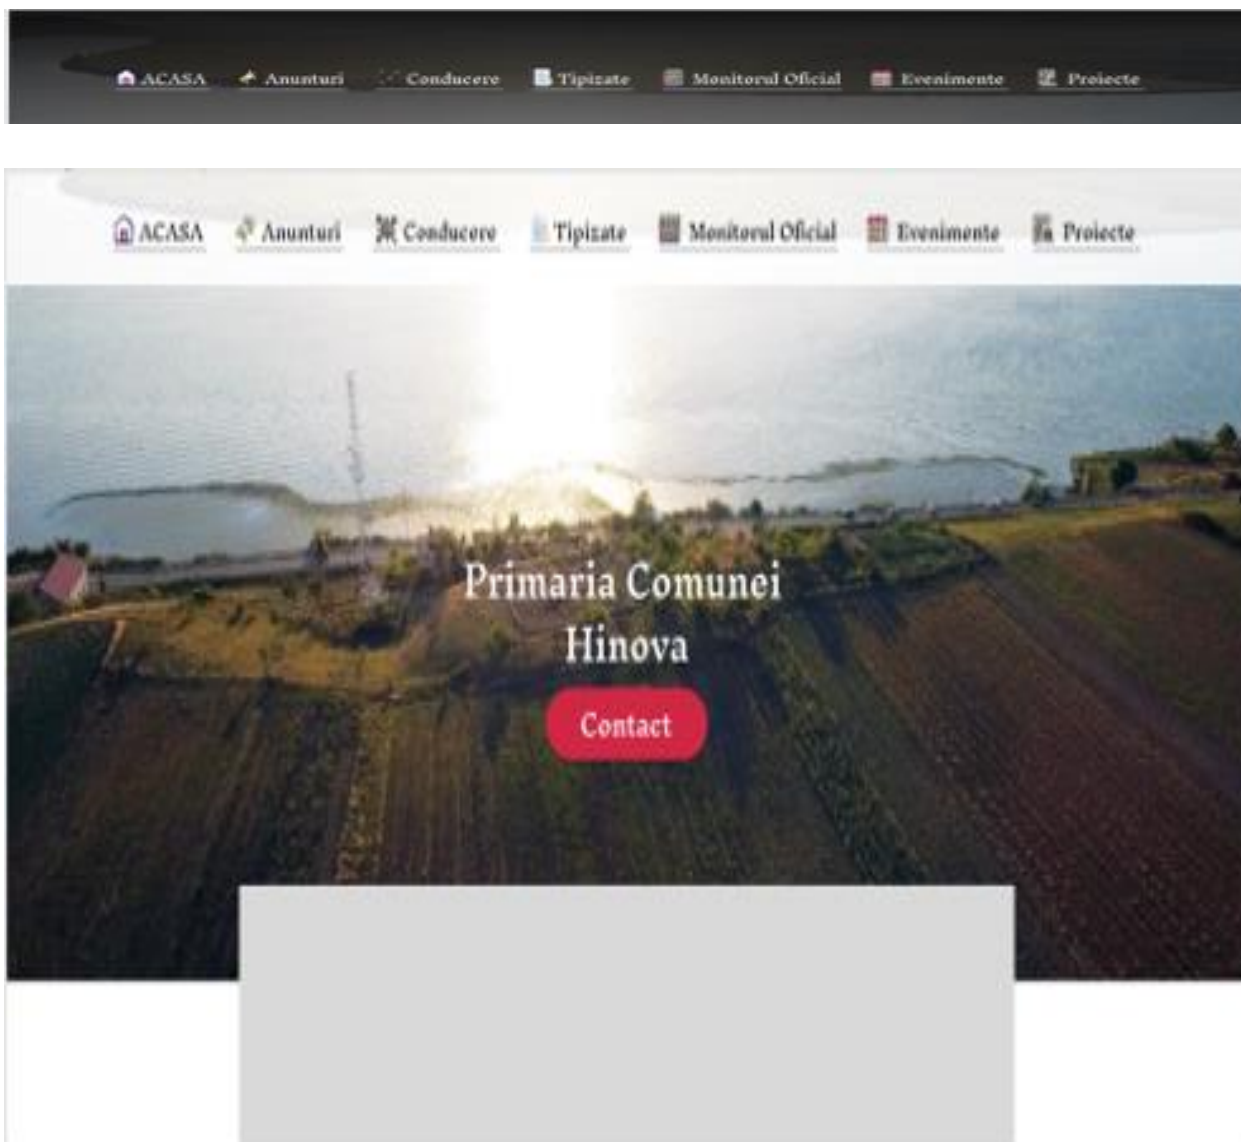 ACASA Anunturi Conducere Tipizate Monitorul Oficial Evenimente Proiecte
ACASA Anunturi Conducere Tipizate Monitorul Oficial Evenimente Proiecte
Primaria Comunei
Hinova
Contact